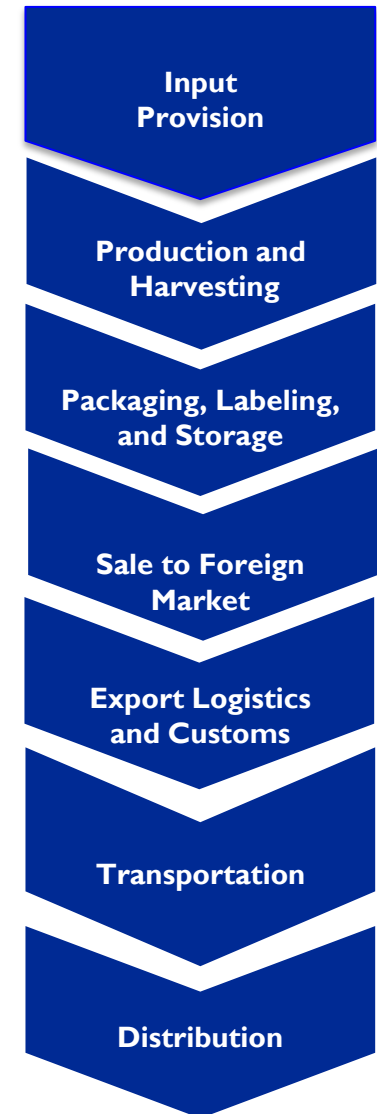 Input
Provision
Production and
Harvesting
Packaging, Labeling,
and Storage
Sale to Foreign
Market
Export Logistics
and Customs
Transportation
Distribution